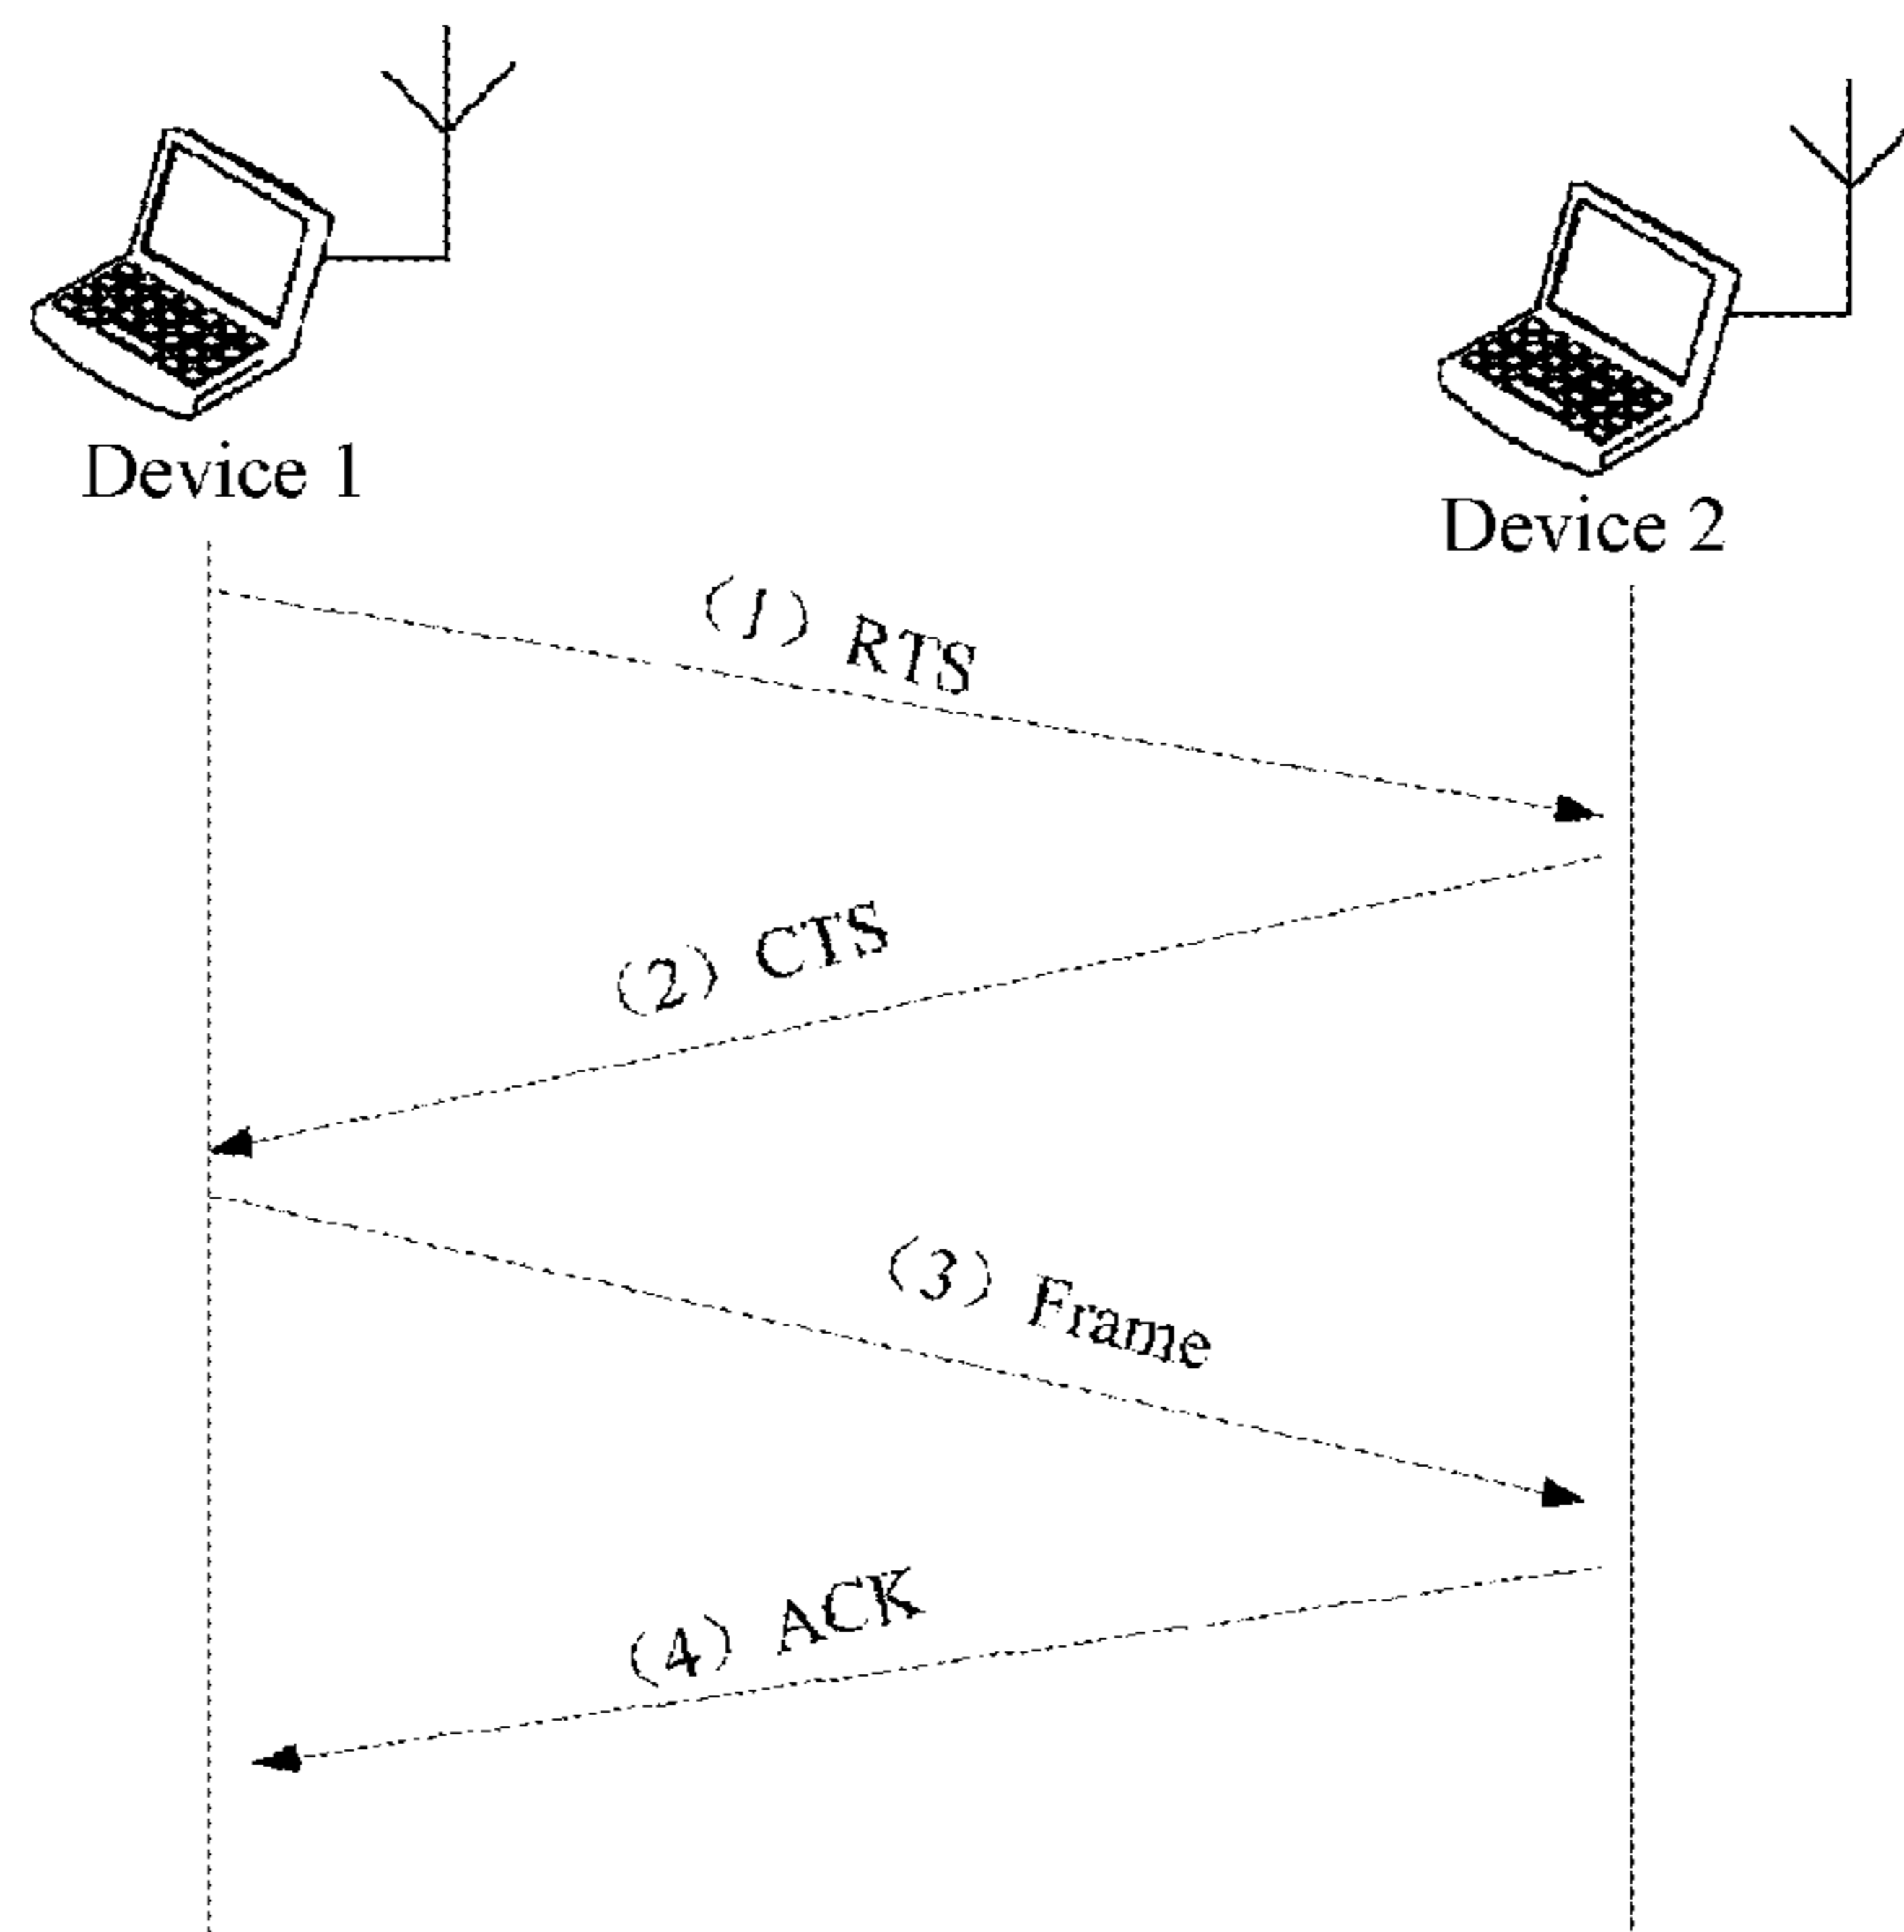 Device 1
Device 2
(1) RTS
(2) CTS
(3) Frame
(4) ACK